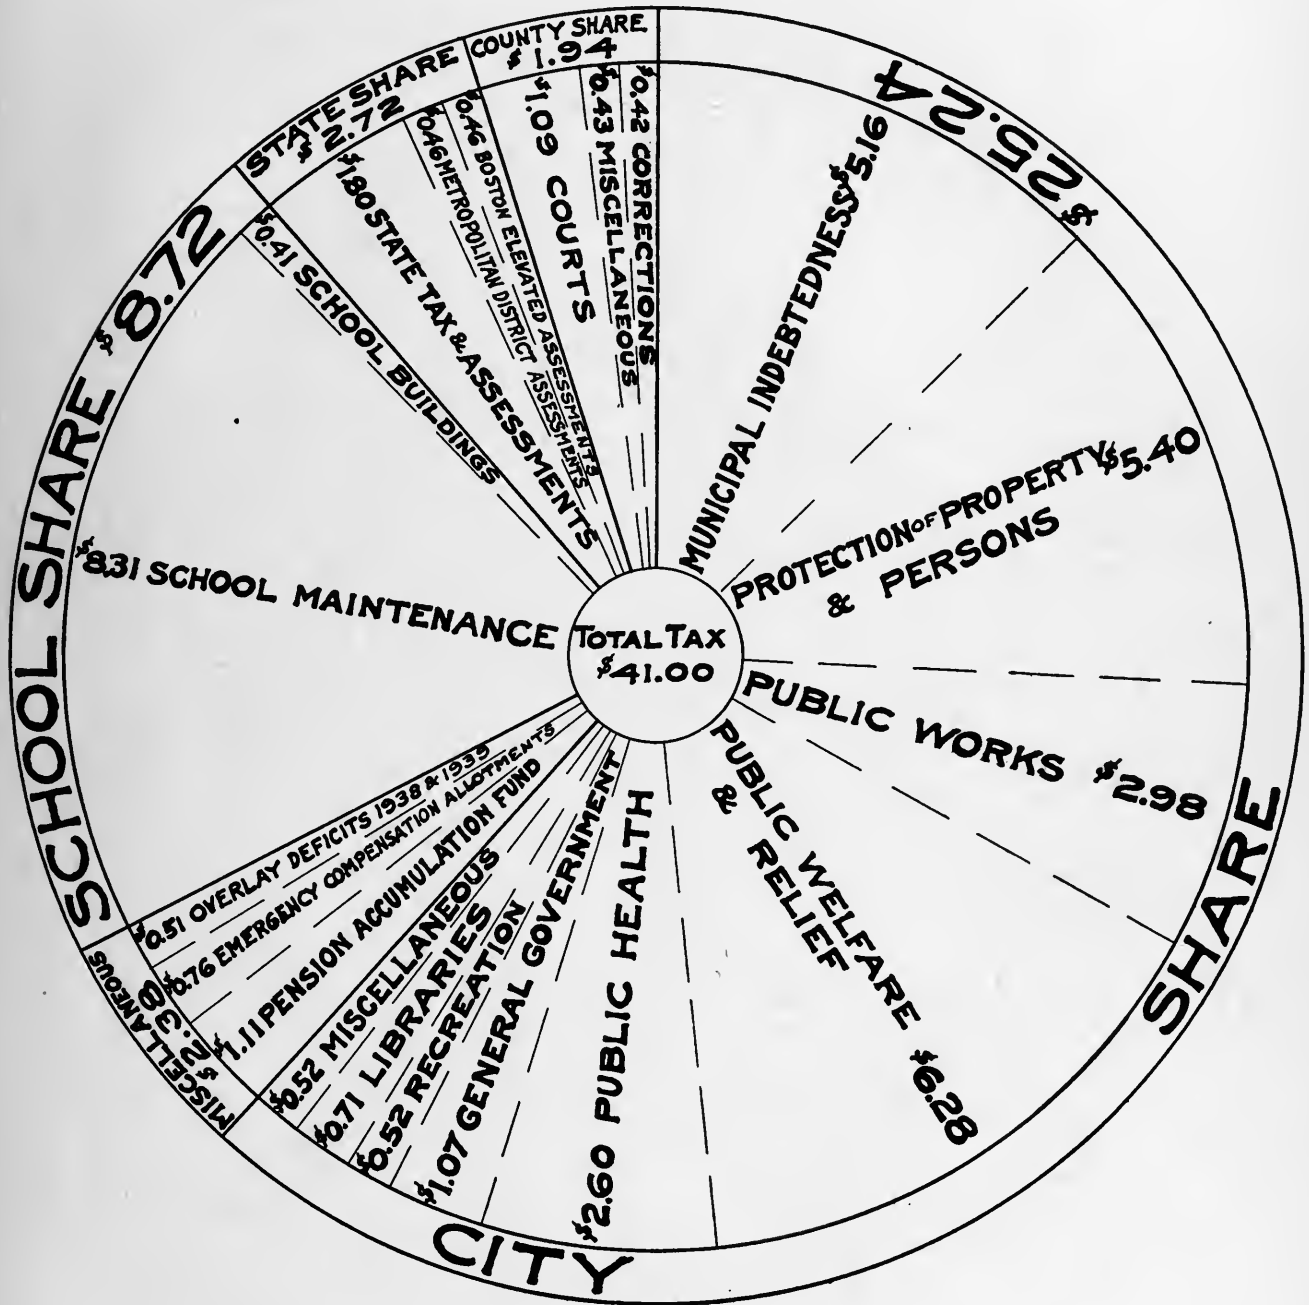 COUNTY SHARE
$1.94
$0.42 CORRECTIONS
$0.43 MISCELLANEOUS
$1.09 COURTS
STATE SHARE
$2.72
$0.46 BOSTON ELEVATED ASSESSMENTS
$0.46 METROPOLITAN DISTRICT ASSESSMENTS
$1.80 STATE TAX & ASSESSMENTS
SCHOOL SHARE $8.72
$0.41 SCHOOL BUILDINGS
$8.31 SCHOOL MAINTENANCE
TOTAL TAX
$41.00
MISCELLANEOUS
$2.38
$0.51 OVERLAY DEFICITS 1938 & 1939
$0.76 EMERGENCY COMPENSATION ALLOTMENTS
$1.11 PENSION ACCUMULATION FUND
CITY SHARE $25.24
$0.52 MISCELLANEOUS
$0.71 LIBRARIES
$0.52 RECREATION
$1.07 GENERAL GOVERNMENT
$2.60 PUBLIC HEALTH
PUBLIC WELFARE $6.28
& RELIEF
PUBLIC WORKS $2.98
PROTECTION OF PROPERTY $5.40
& PERSONS
MUNICIPAL INDEBTEDNESS $5.16